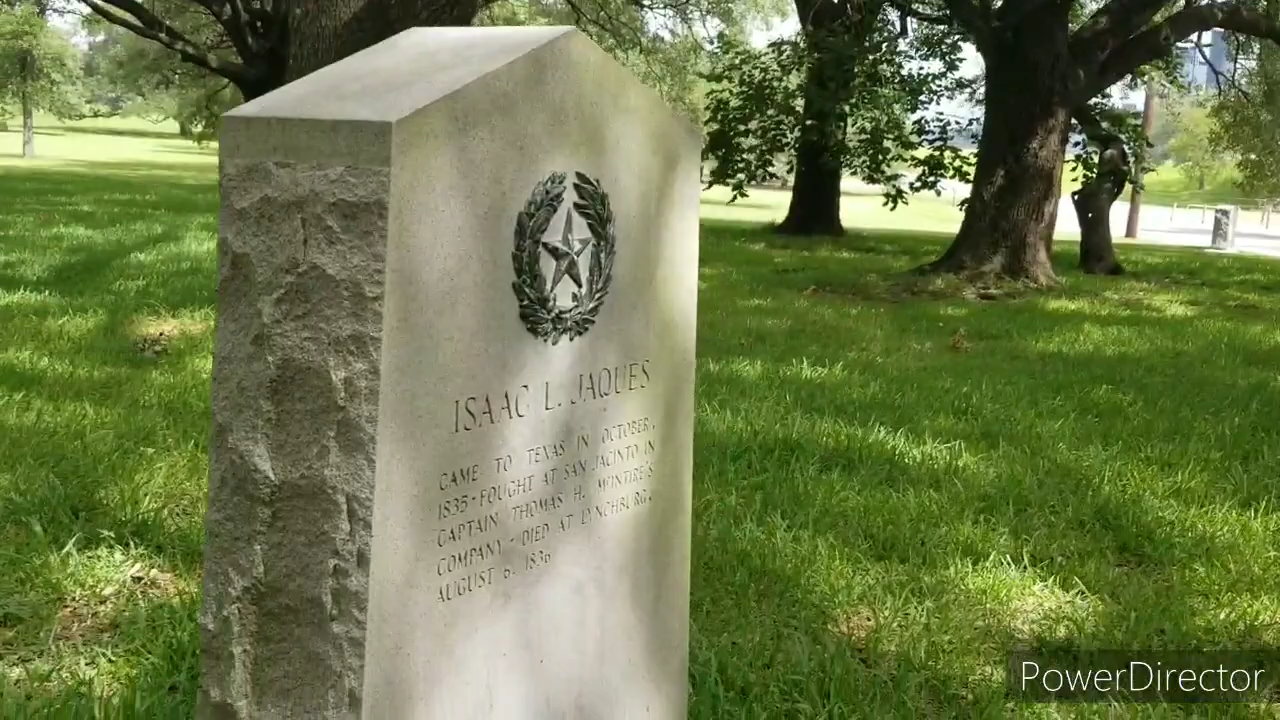 ISAAC L. JAQUES
CAME TO TEXAS IN OCTOBER,
1835 - FOUGHT AT SAN JACINTO IN
CAPTAIN THOMAS H. McINTIRE'S
COMPANY - DIED AT LYNCHBURG,
AUGUST 6, 1836
PowerDirector